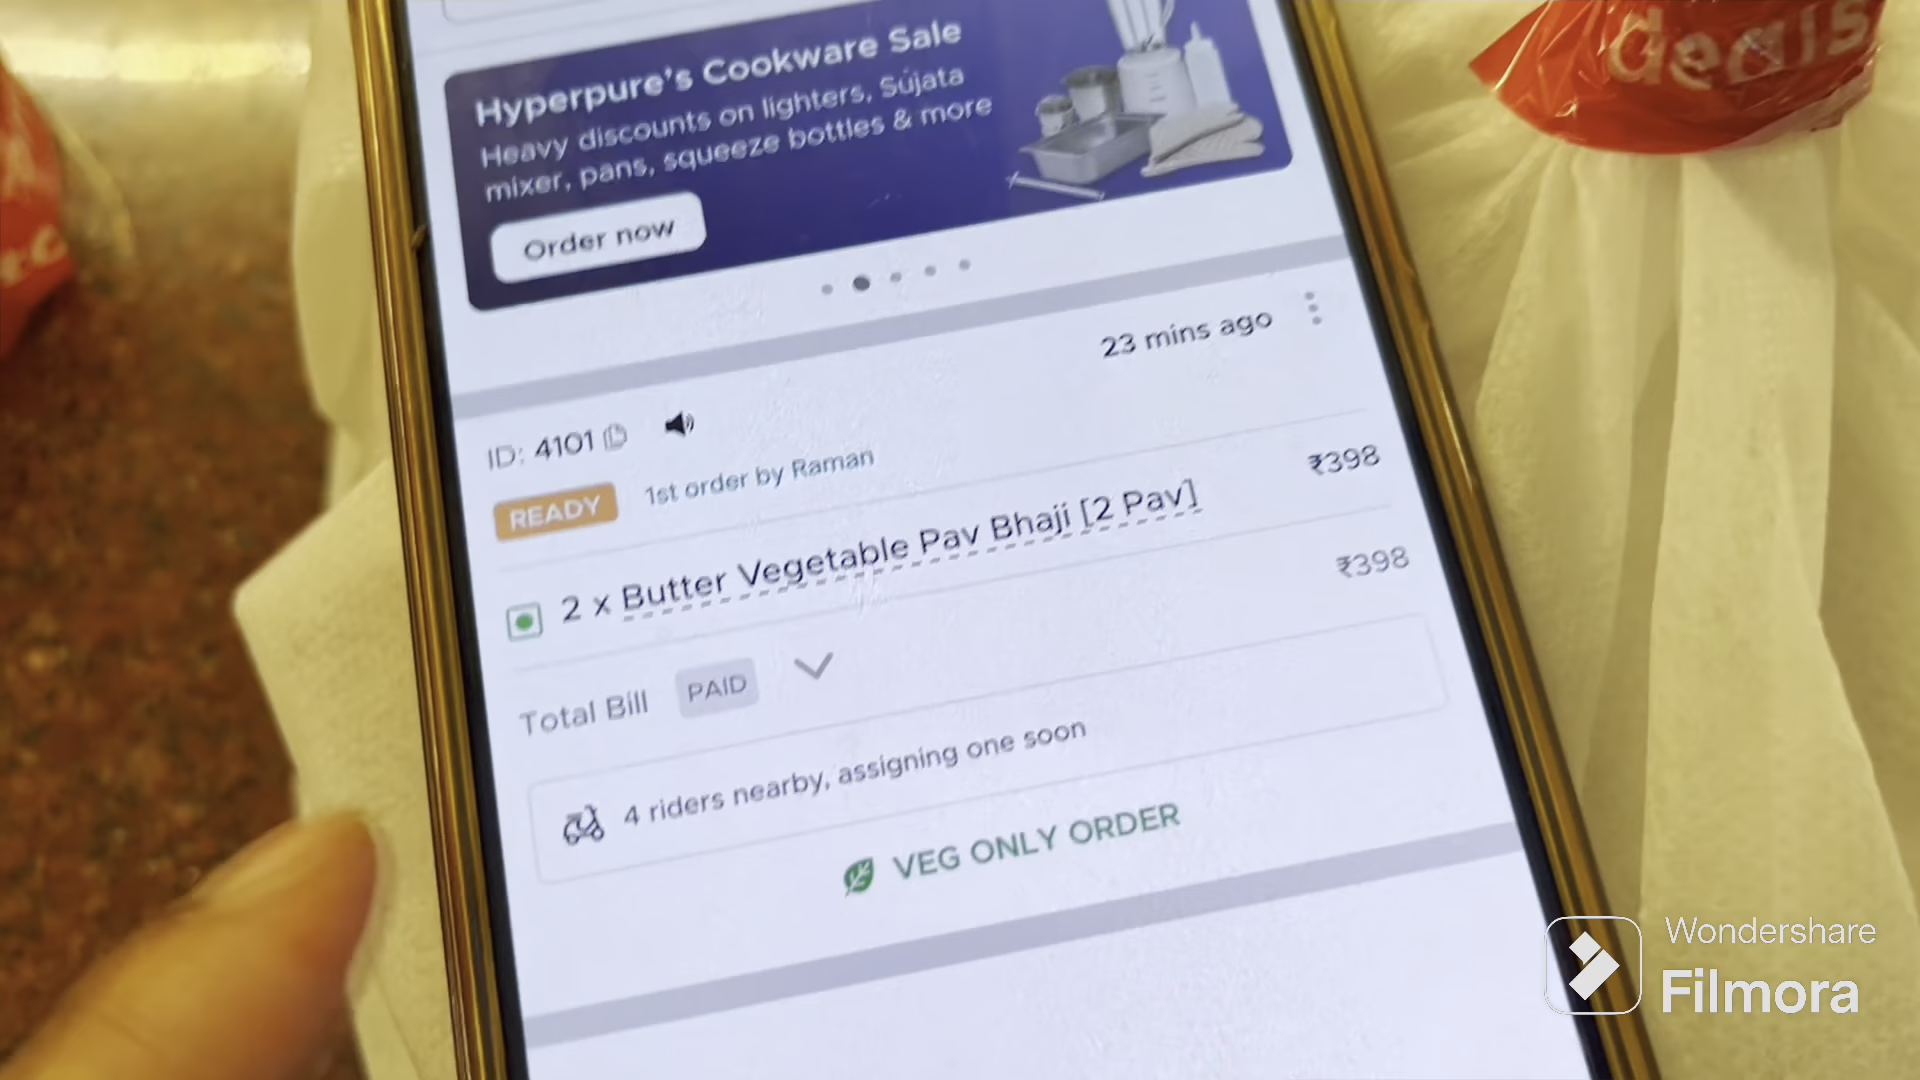 deals
Hyperpure's Cookware Sale
Heavy discounts on lighters, Sujata
mixer, pans, squeeze bottles & more
Order now
23 mins ago
ID: 4101
READY 1st order by Raman
₹398
2 x Butter Vegetable Pav Bhaji [2 Pav]
₹398
Total Bill PAID
4 riders nearby, assigning one soon
VEG ONLY ORDER
Wondershare
Filmora